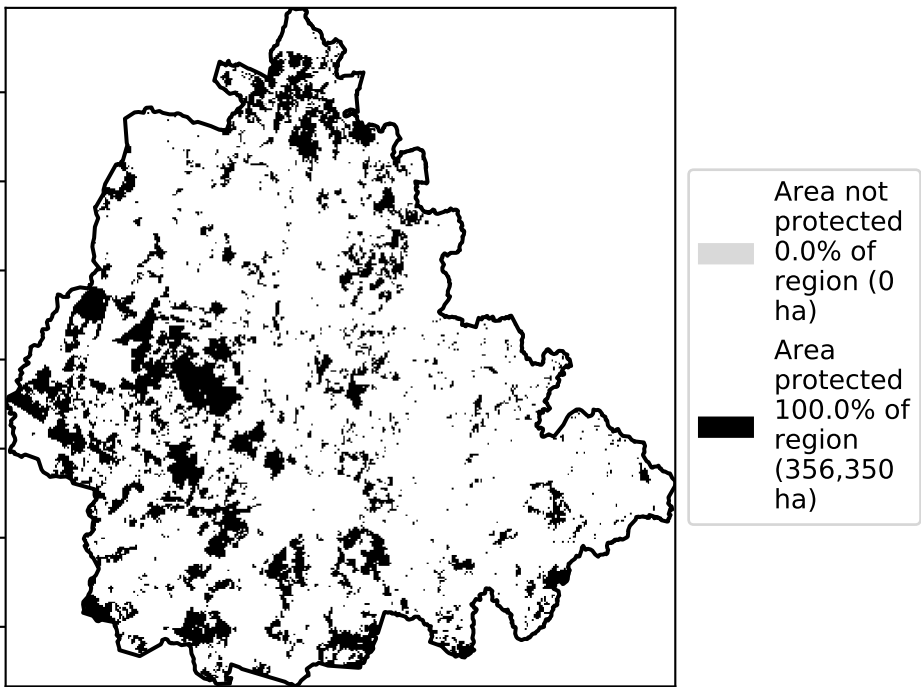 Area not
protected
0.0% of
region (0
ha)
Area
protected
100.0% of
region
(356,350
ha)